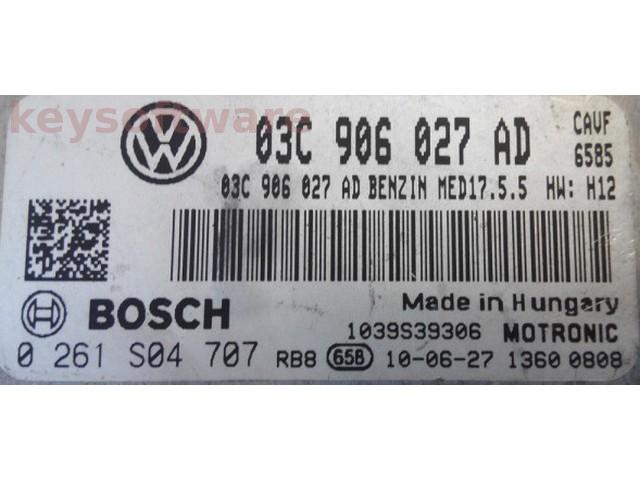 keysoftware
03C 906 027 AD
CAVF
6585
03C 906 027 AD BENZIN MED17.5.5 HW: H12
BOSCH
Made in Hungary
1039S39306 MOTRONIC
0 261 S04 707 RB8 65B 10-06-27 1360 0808